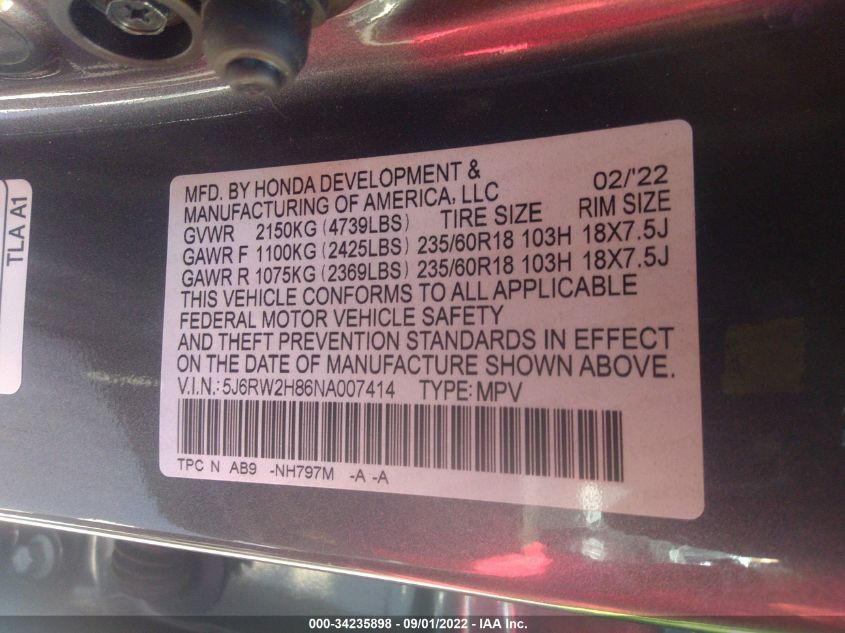 TLA A1
MFD. BY HONDA DEVELOPMENT & 02/'22
MANUFACTURING OF AMERICA, LLC
GVWR 2150KG (4739LBS) TIRE SIZE RIM SIZE
GAWR F 1100KG (2425LBS) 235/60R18 103H 18X7.5J
GAWR R 1075KG (2369LBS) 235/60R18 103H 18X7.5J
THIS VEHICLE CONFORMS TO ALL APPLICABLE
FEDERAL MOTOR VEHICLE SAFETY
AND THEFT PREVENTION STANDARDS IN EFFECT
ON THE DATE OF MANUFACTURE SHOWN ABOVE.
V.I.N.: 5J6RW2H86NA007414 TYPE: MPV
TPC N AB9 -NH797M -A -A
000-34235898 - 09/01/2022 - IAA Inc.